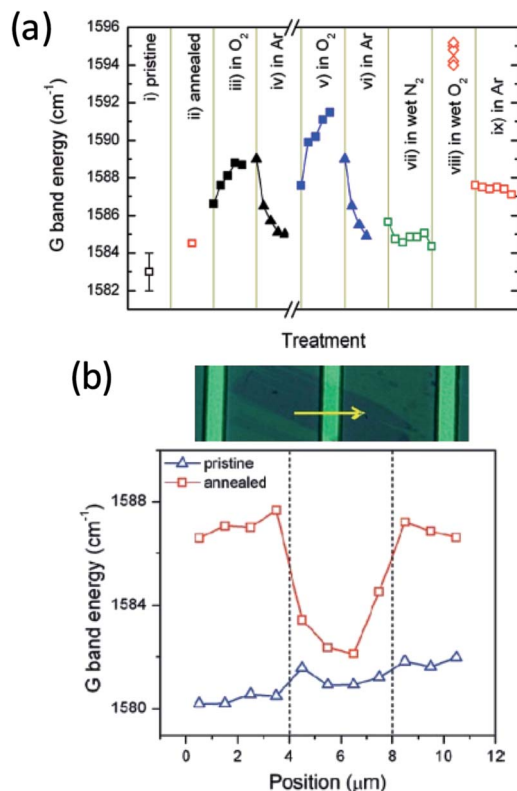 (a)
G band energy (cm⁻¹)
1596
1594
1592
1590
1588
1586
1584
1582
i) pristine
ii) annealed
iii) in O₂
iv) in Ar
v) in O₂
vi) in Ar
vii) in wet N₂
viii) in wet O₂
ix) in Ar
Treatment
(b)
pristine
annealed
G band energy (cm⁻¹)
1588
1584
1580
0 2 4 6 8 10 12
Position (μm)